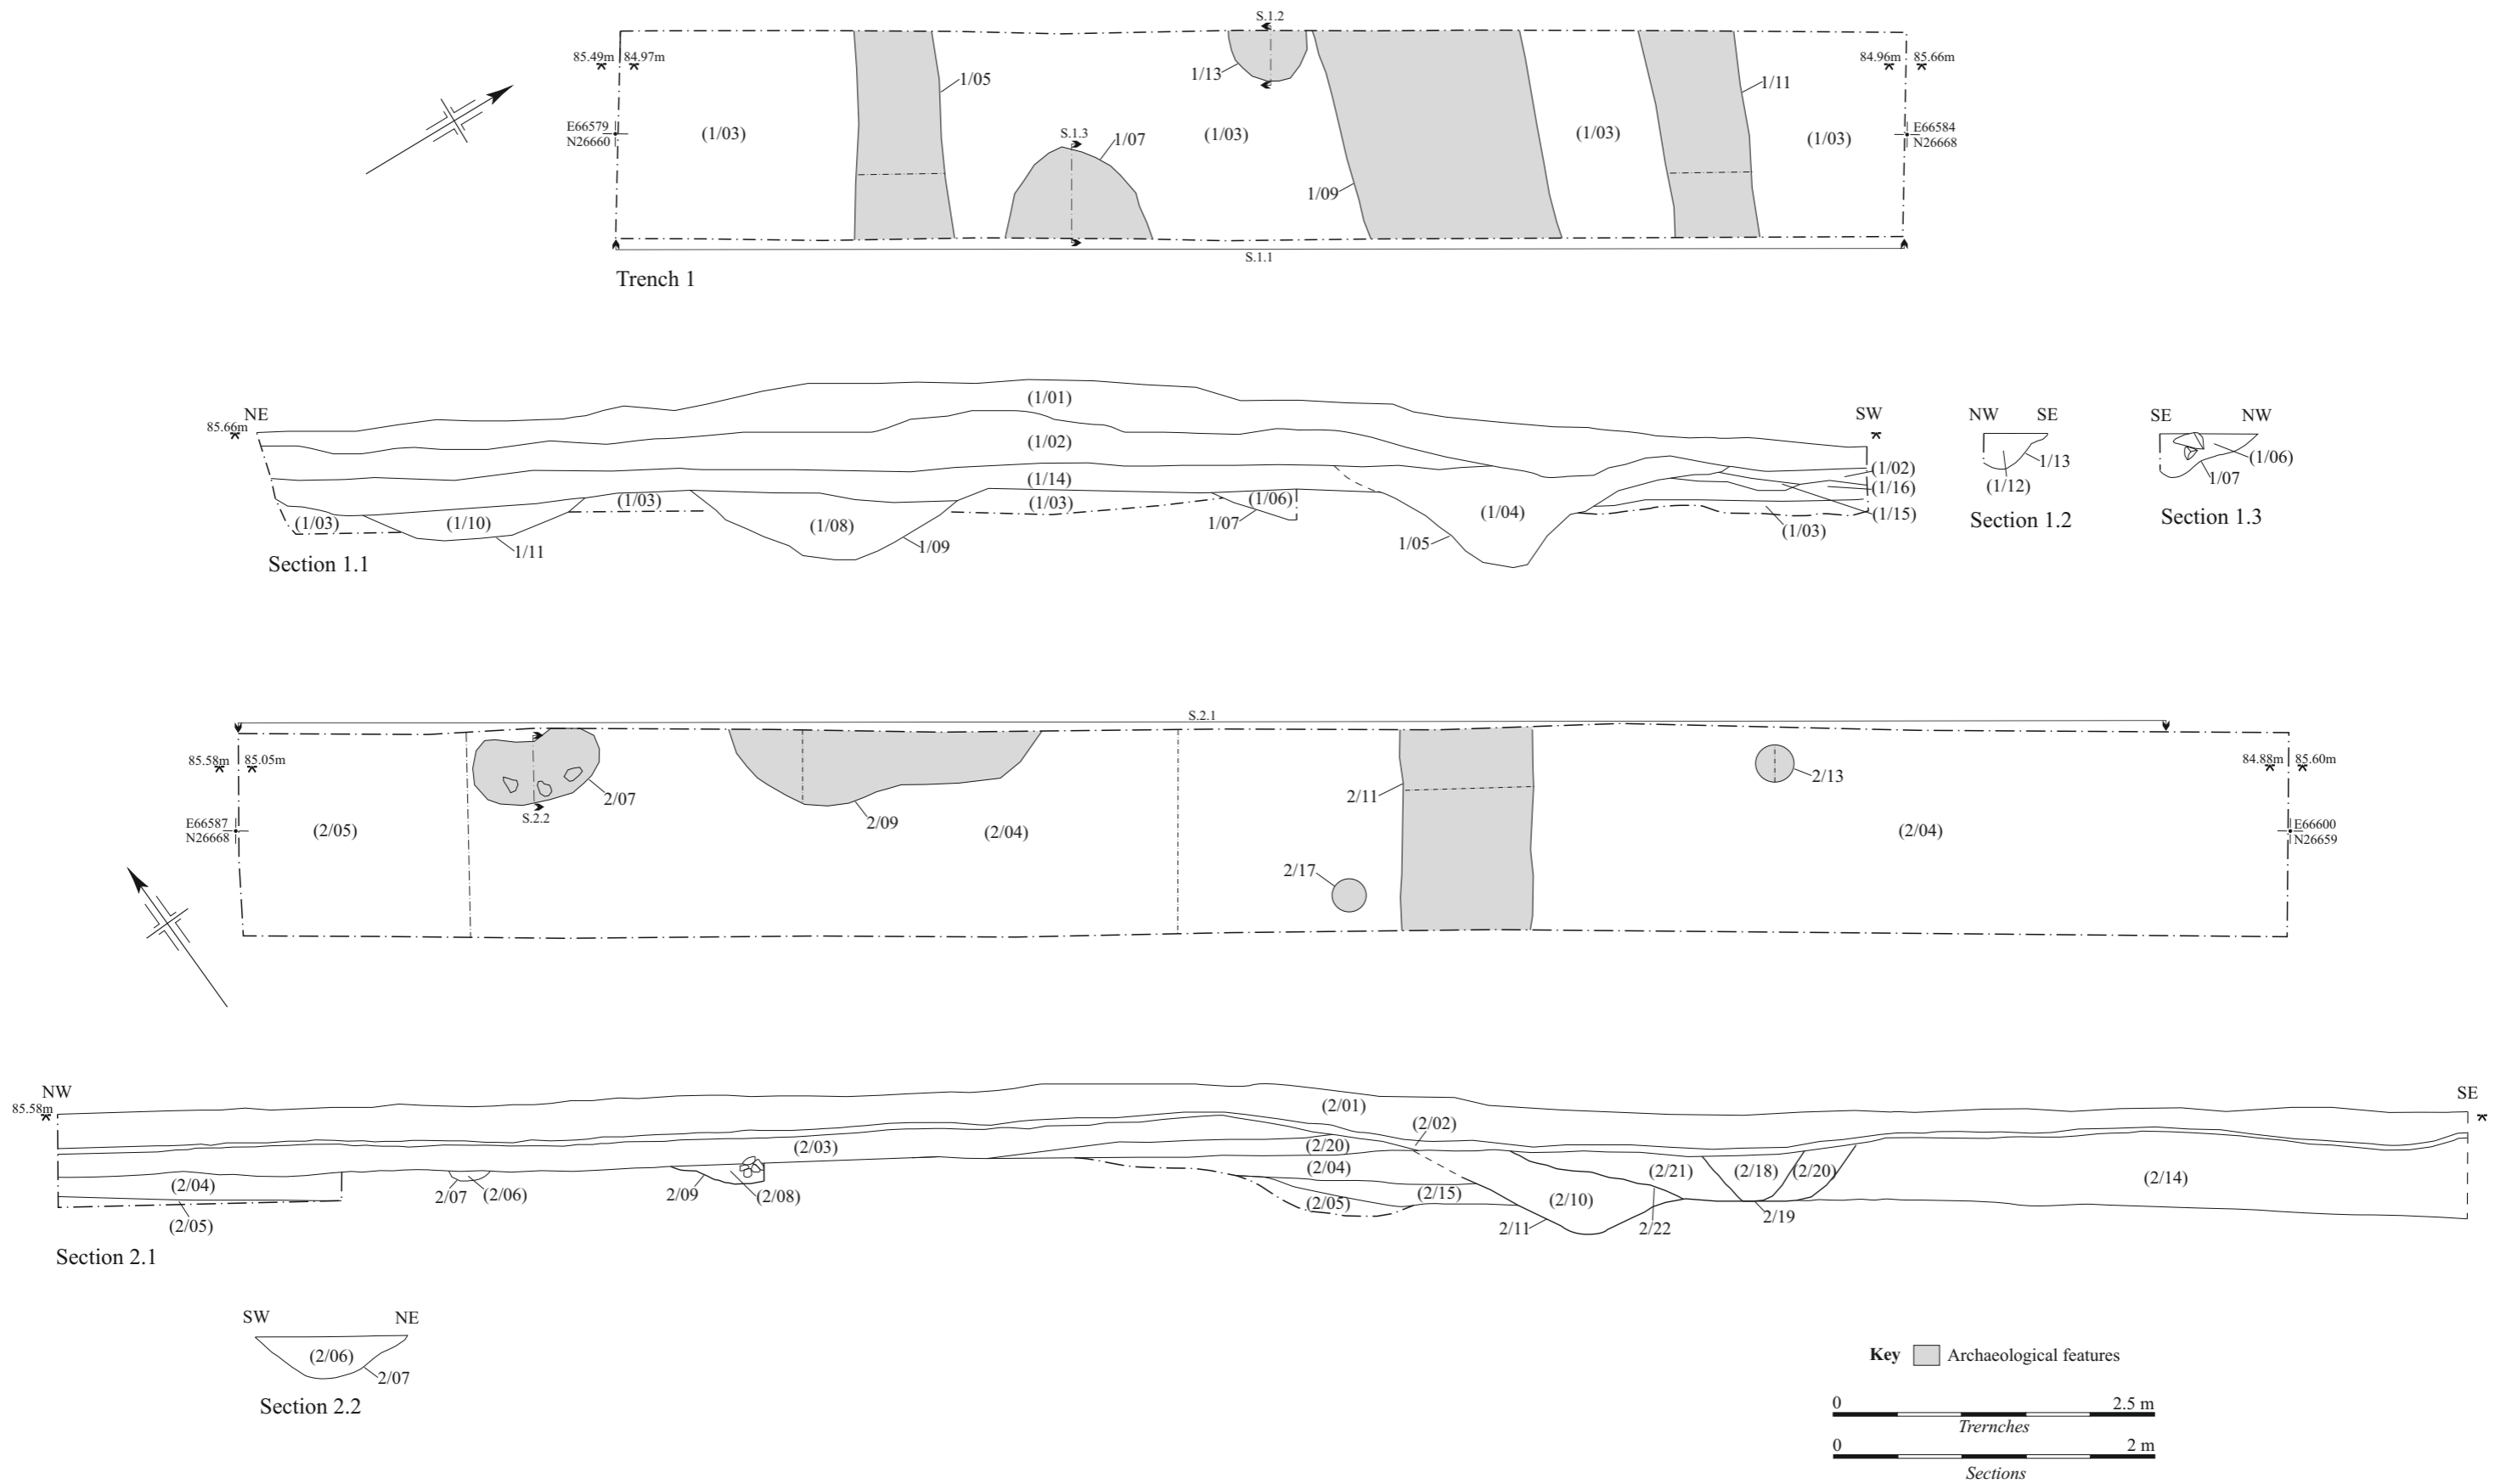 S.1.2
85.49m 84.97m
84.96m 85.66m
1/13
1/05
1/11
E66579
N26660
(1/03)
S.1.3
1/07
(1/03)
(1/03)
(1/03)
E66584
N26668
1/09
S.1.1
Trench 1
(1/01)
NE
85.66m
SW
NW SE
SE NW
(1/02)
(1/02)
(1/14)
(1/16)
(1/03)
(1/10)
(1/03)
(1/08)
(1/03)
(1/06)
1/07
(1/04)
(1/15)
(1/03)
1/11
1/09
1/05
1/13
(1/12)
(1/06)
1/07
Section 1.1
Section 1.2
Section 1.3
S.2.1
85.58m 85.05m
84.88m 85.60m
2/07
S.2.2
2/09
2/11
2/13
E66587
N26668
(2/05)
(2/04)
(2/04)
E66600
N26659
2/17
NW
85.58m
SE
(2/01)
(2/02)
(2/03)
(2/20)
(2/04)
(2/04)
(2/05)
2/07
(2/06)
2/09
(2/08)
(2/15)
(2/05)
(2/10)
2/11
(2/21)
2/22
(2/18)
(2/20)
2/19
(2/14)
Section 2.1
SW NE
(2/06)
2/07
Section 2.2
Key Archaeological features
0 2.5 m
Trernches
0 2 m
Sections